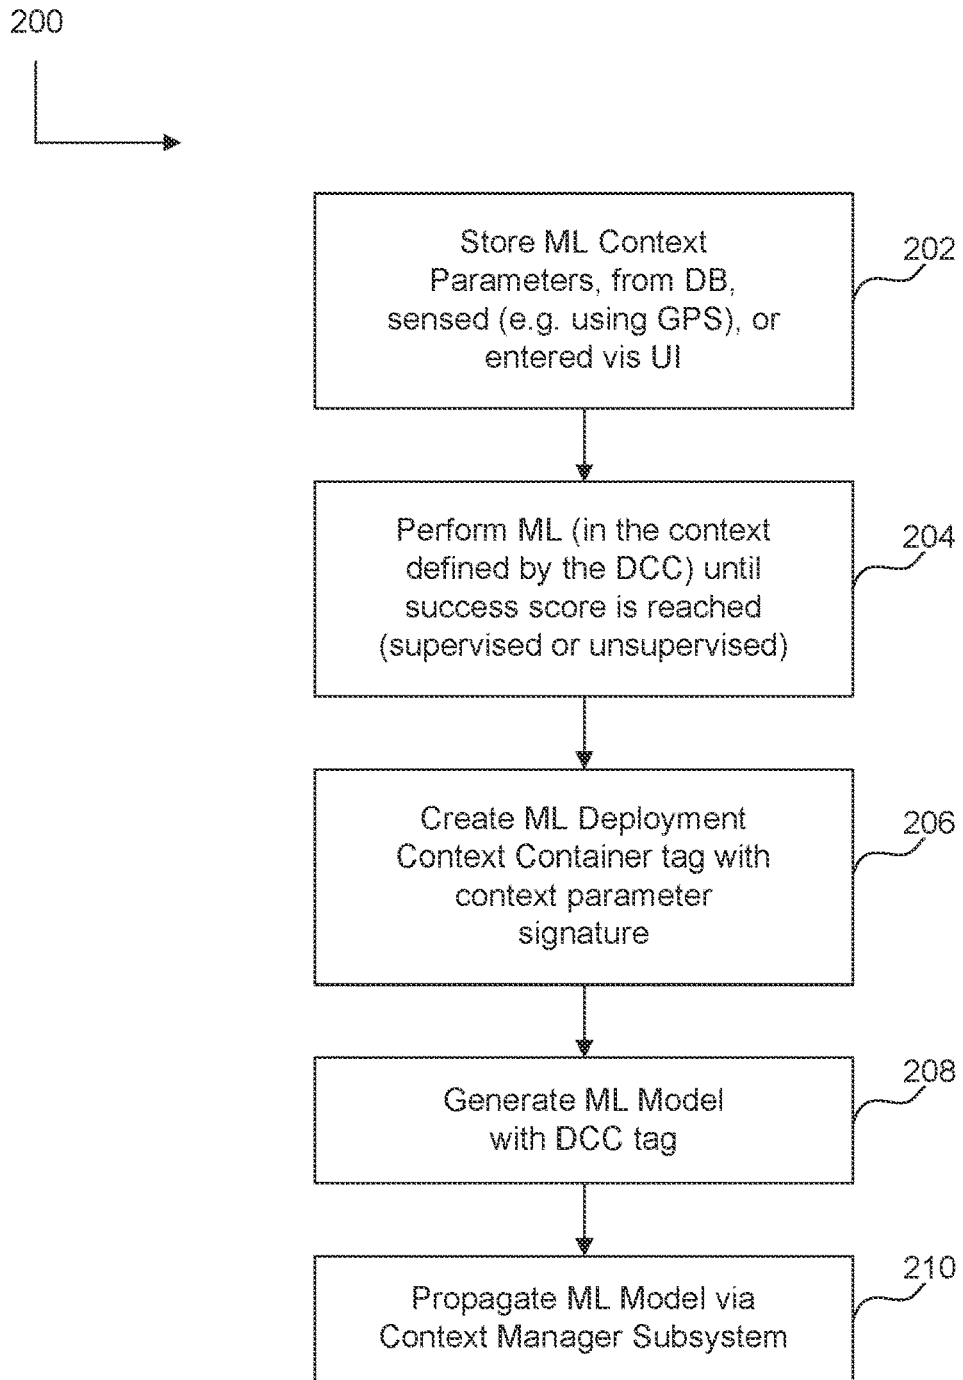 200
Store ML Context
Parameters, from DB,
sensed (e.g. using GPS), or
entered vis UI
202
Perform ML (in the context
defined by the DCC) until
success score is reached
(supervised or unsupervised)
204
Create ML Deployment
Context Container tag with
context parameter
signature
206
Generate ML Model
with DCC tag
208
Propagate ML Model via
Context Manager Subsystem
210